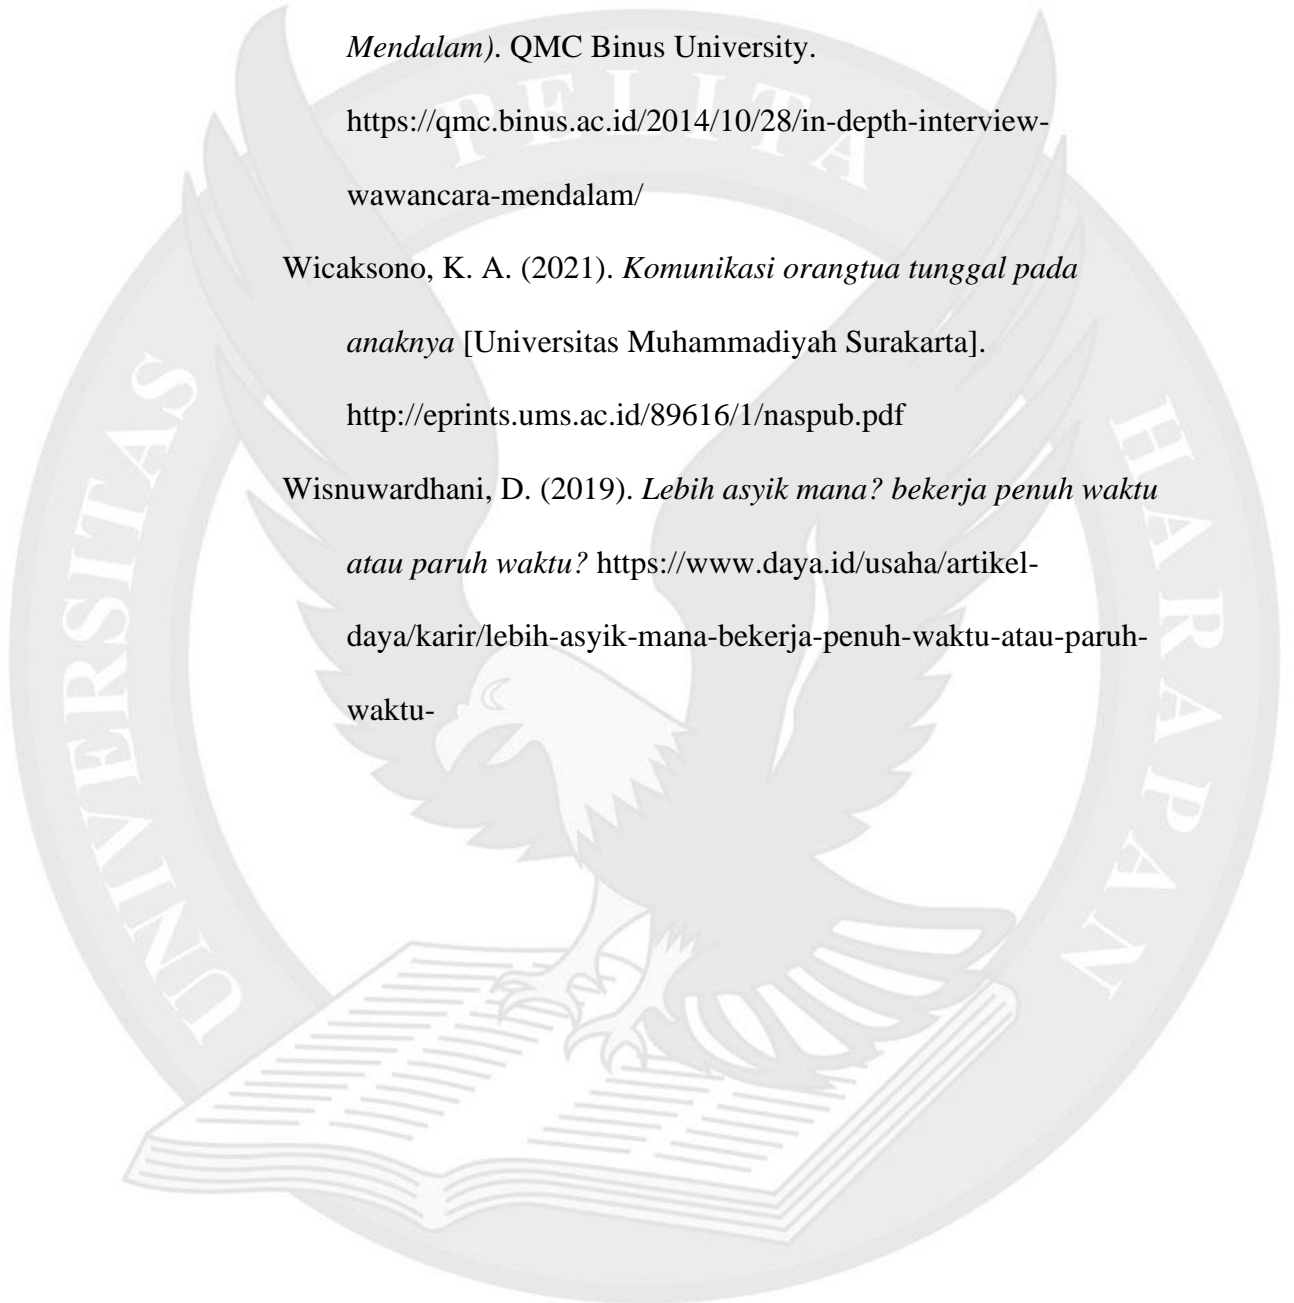 Mendalam). QMC Binus University.
https://qmc.binus.ac.id/2014/10/28/in-depth-interview-
wawancara-mendalam/
Wicaksono, K. A. (2021). Komunikasi orangtua tunggal pada
anaknya [Universitas Muhammadiyah Surakarta].
http://eprints.ums.ac.id/89616/1/naspub.pdf
Wisnuwardhani, D. (2019). Lebih asyik mana? bekerja penuh waktu
atau paruh waktu? https://www.daya.id/usaha/artikel-
daya/karir/lebih-asyik-mana-bekerja-penuh-waktu-atau-paruh-
waktu-
UNIVERSITAS PELITA HARAPAN